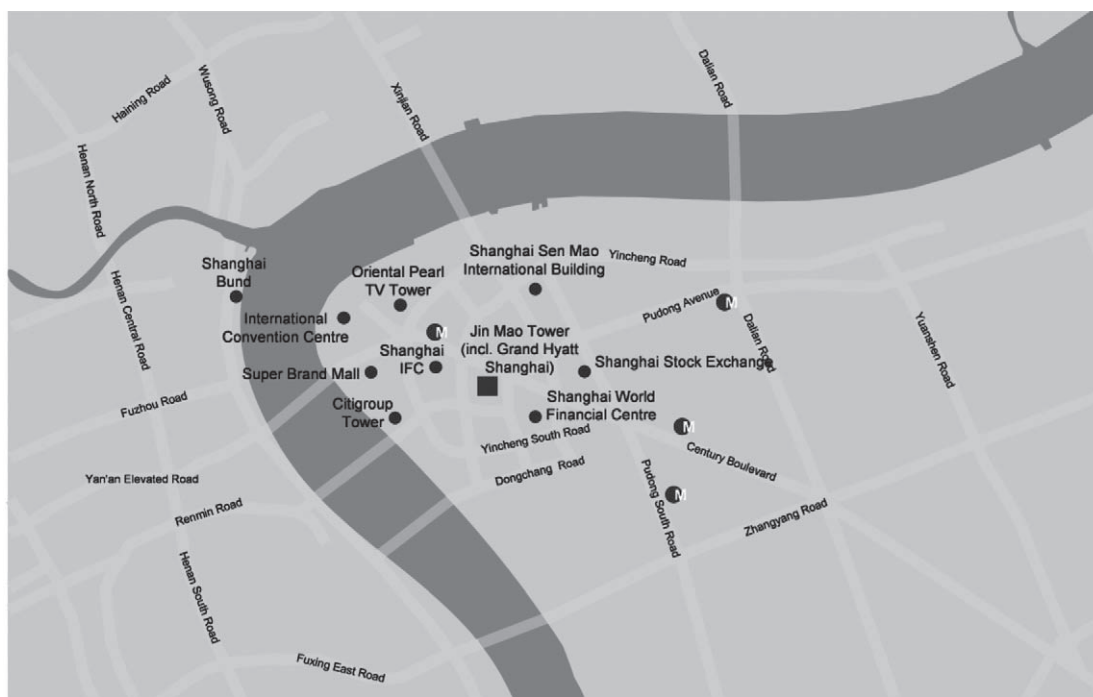 Haining Road
Wusong Road
Xinjian Road
Dalian Road
Henan North Road
Shanghai
Bund
Oriental Pearl
TV Tower
Shanghai Sen Mao
International Building
Yincheng Road
Henan Central Road
International
Convention Centre
M
Pudong Avenue
M
Yuanshen Road
Dalian Road
Jin Mao Tower
(incl. Grand Hyatt
Shanghai)
Shanghai
IFC
Super Brand Mall
Shanghai Stock Exchange
Fuzhou Road
Citigroup
Tower
Shanghai World
Financial Centre
M
Yincheng South Road
Century Boulevard
Dongchang Road
Yan'an Elevated Road
Renmin Road
Pudong South Road
M
Zhangyang Road
Henan South Road
Fuxing East Road